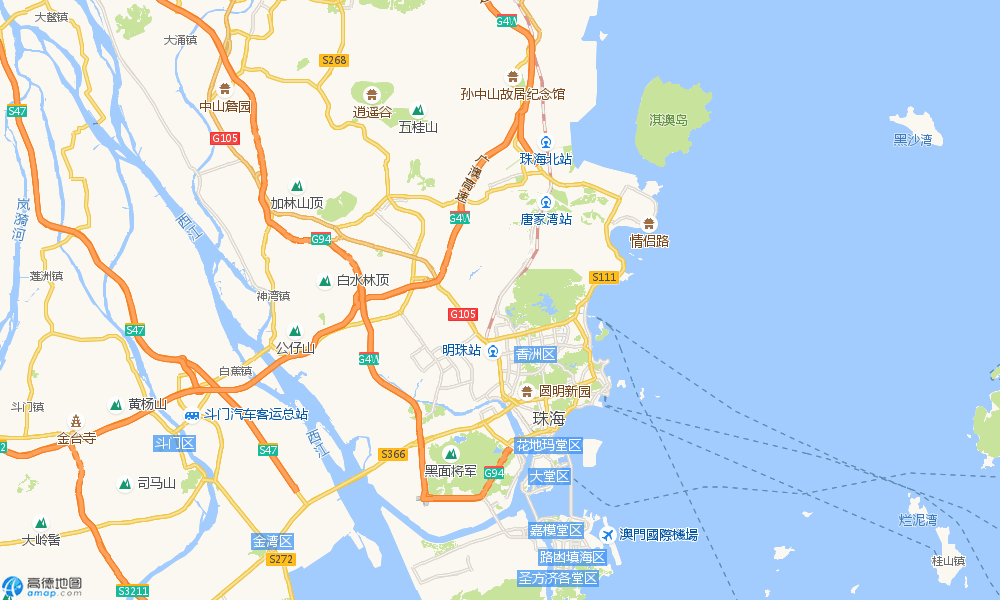 大鳌镇
G4W
大涌镇
S268
孙中山故居纪念馆
中山詹园
逍遥谷
五桂山
淇澳岛
S47
G105
黑沙湾
珠海北站
广澳高速
加林山顶
岚漪河
西江
G4W
唐家湾站
情侣路
G94
莲洲镇
白水林顶
S111
神湾镇
G105
S47
公仔山
明珠站
香洲区
G4W
白蕉镇
圆明新园
斗门镇
黄杨山
斗门汽车客运总站
珠海
金台寺
斗门区
西江
花地玛堂区
S47
S366
黑面将军
G94
大堂区
司马山
大岭髻
烂泥湾
嘉模堂区
澳門國際機場
金湾区
路凼填海区
S272
桂山镇
圣方济各堂区
高德地图
amap.com
S3211